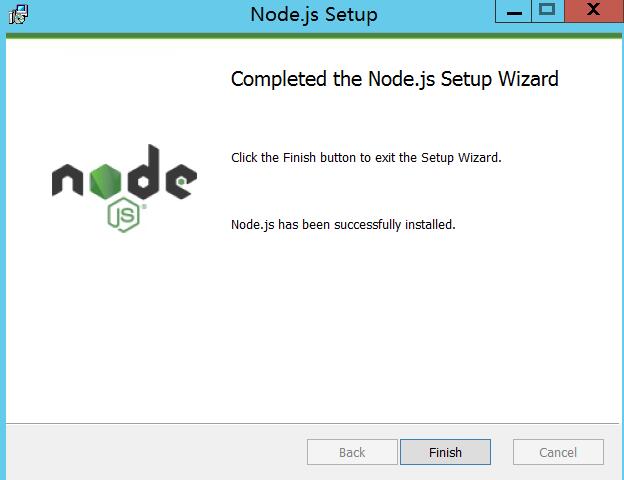 Node.js Setup
Completed the Node.js Setup Wizard
Click the Finish button to exit the Setup Wizard.
node
JS
Node.js has been successfully installed.
Back Finish Cancel